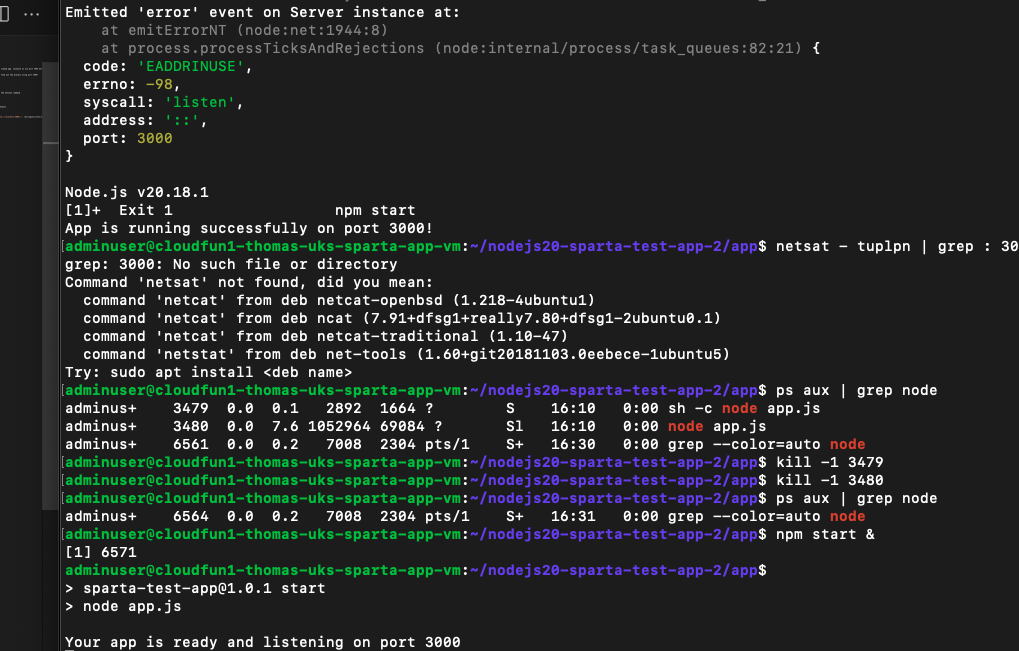 Emitted 'error' event on Server instance at:
    at emitErrorNT (node:net:1944:8)
    at process.processTicksAndRejections (node:internal/process/task_queues:82:21) {
  code: 'EADDRINUSE',
  errno: -98,
  syscall: 'listen',
  address: '::',
  port: 3000
}

Node.js v20.18.1
[1]+  Exit 1                  npm start
App is running successfully on port 3000!
[adminuser@cloudfun1-thomas-uks-sparta-app-vm:~/nodejs20-sparta-test-app-2/app$ netsat - tuplpn | grep : 30
grep: 3000: No such file or directory
Command 'netsat' not found, did you mean:
  command 'netcat' from deb netcat-openbsd (1.218-4ubuntu1)
  command 'netcat' from deb ncat (7.91+dfsg1+really7.80+dfsg1-2ubuntu0.1)
  command 'netcat' from deb netcat-traditional (1.10-47)
  command 'netstat' from deb net-tools (1.60+git20181103.0eebece-1ubuntu5)
Try: sudo apt install <deb name>
[adminuser@cloudfun1-thomas-uks-sparta-app-vm:~/nodejs20-sparta-test-app-2/app$ ps aux | grep node
adminus+    3479  0.0  0.1   2892  1664 ?        S    16:10   0:00 sh -c node app.js
adminus+    3480  0.0  7.6 1052964 69084 ?       Sl   16:10   0:00 node app.js
adminus+    6561  0.0  0.2   7008  2304 pts/1    S+   16:30   0:00 grep --color=auto node
[adminuser@cloudfun1-thomas-uks-sparta-app-vm:~/nodejs20-sparta-test-app-2/app$ kill -1 3479
[adminuser@cloudfun1-thomas-uks-sparta-app-vm:~/nodejs20-sparta-test-app-2/app$ kill -1 3480
[adminuser@cloudfun1-thomas-uks-sparta-app-vm:~/nodejs20-sparta-test-app-2/app$ ps aux | grep node
adminus+    6564  0.0  0.2   7008  2304 pts/1    S+   16:31   0:00 grep --color=auto node
[adminuser@cloudfun1-thomas-uks-sparta-app-vm:~/nodejs20-sparta-test-app-2/app$ npm start &
[1] 6571
adminuser@cloudfun1-thomas-uks-sparta-app-vm:~/nodejs20-sparta-test-app-2/app$
> sparta-test-app@1.0.1 start
> node app.js

Your app is ready and listening on port 3000